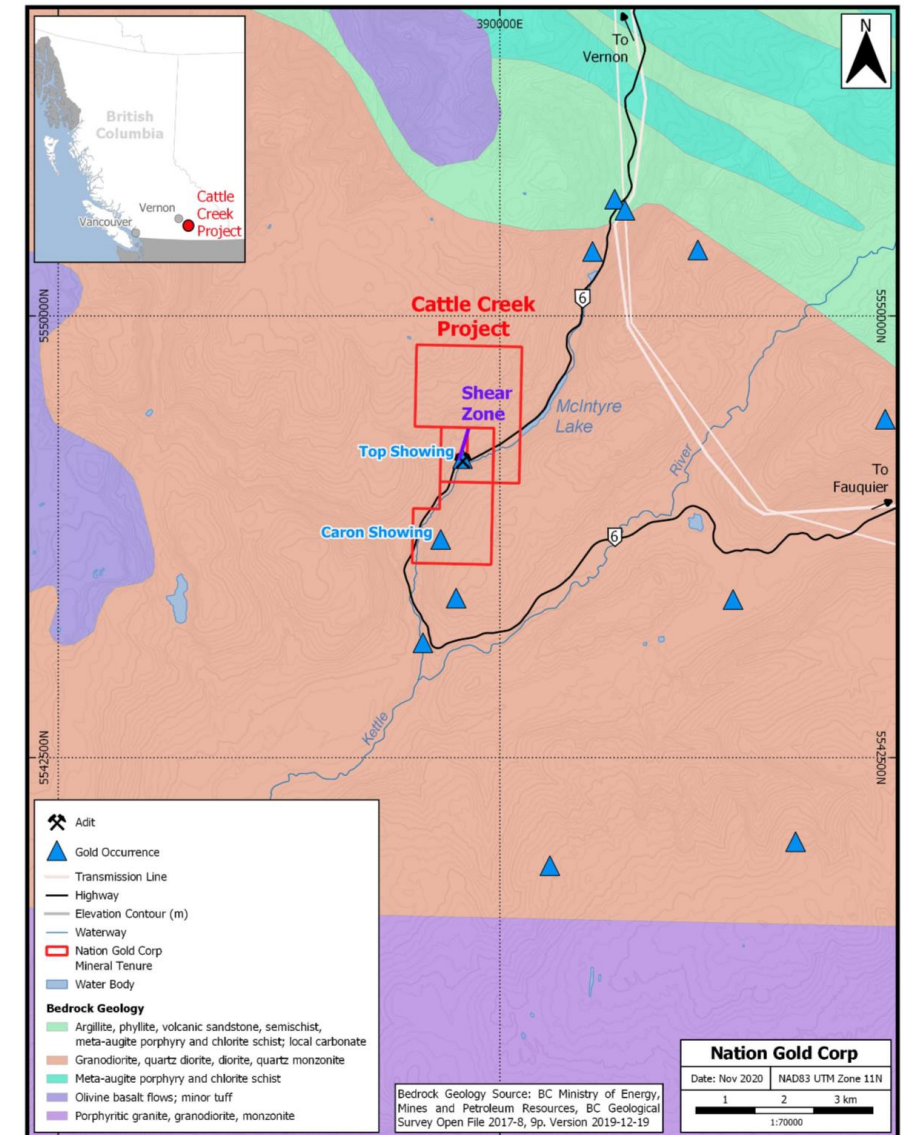 390000E
N
To
Vernon
British
Columbia
Vernon
Vancouver
Cattle
Creek
Project
6
5550000N
5550000N
Cattle Creek
Project
Shear
Zone
McIntyre
Lake
Top Showing
River
To
Fauquier
Caron Showing
6
Kettle
5542500N
5542500N
Adit
Gold Occurrence
Transmission Line
Highway
Elevation Contour (m)
Waterway
Nation Gold Corp
Mineral Tenure
Water Body
Bedrock Geology
Argillite, phyllite, volcanic sandstone, semischist,
meta-augite porphyry and chlorite schist; local carbonate
Granodiorite, quartz diorite, diorite, quartz monzonite
Meta-augite porphyry and chlorite schist
Olivine basalt flows; minor tuff
Porphyritic granite, granodiorite, monzonite
Bedrock Geology Source: BC Ministry of Energy,
Mines and Petroleum Resources, BC Geological
Survey Open File 2017-8, 9p. Version 2019-12-19
Nation Gold Corp
Date: Nov 2020 NAD83 UTM Zone 11N
1 2 3 km
1:70000